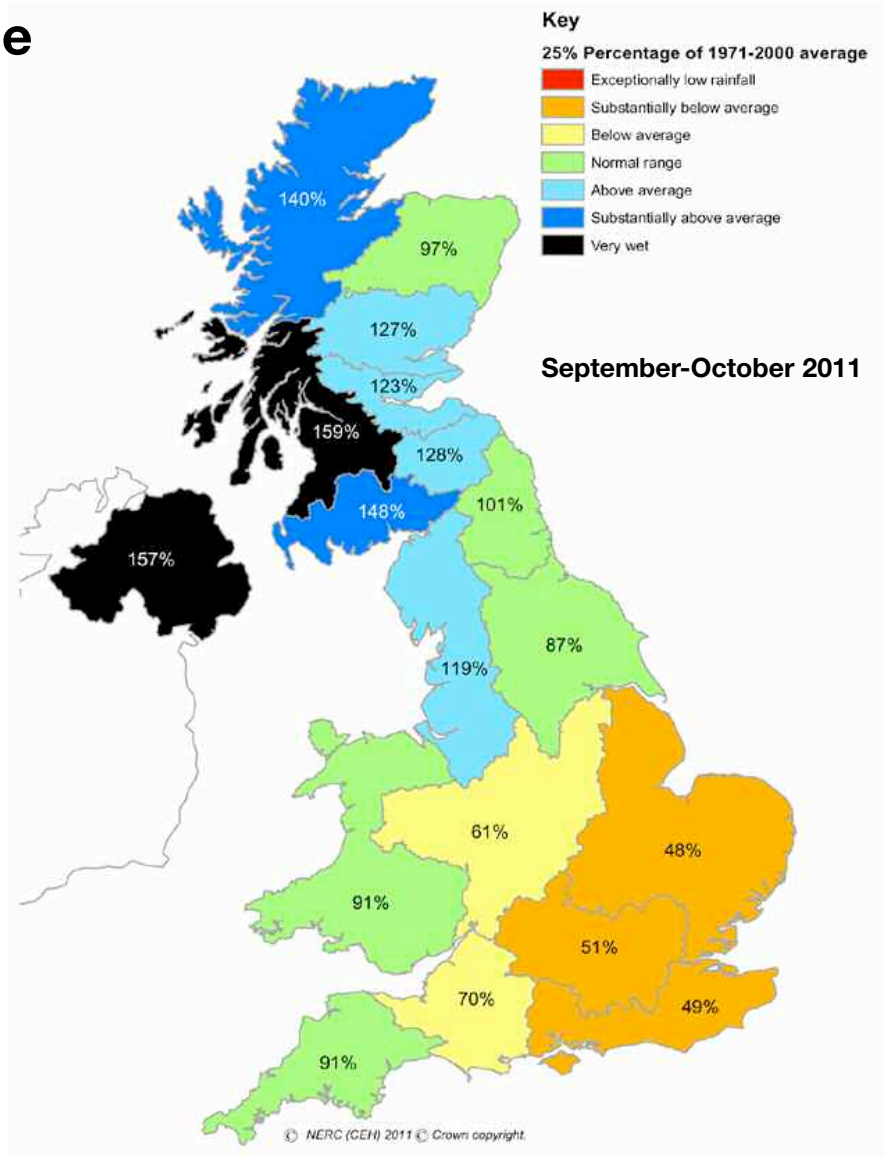 e
Key
25% Percentage of 1971-2000 average
Exceptionally low rainfall
Substantially below average
Below average
Normal range
Above average
Substantially above average
Very wet
140%
97%
127%
September-October 2011
123%
159%
128%
101%
148%
157%
87%
119%
61%
48%
91%
51%
70%
49%
91%
© NERC (CEH) 2011 © Crown copyright.